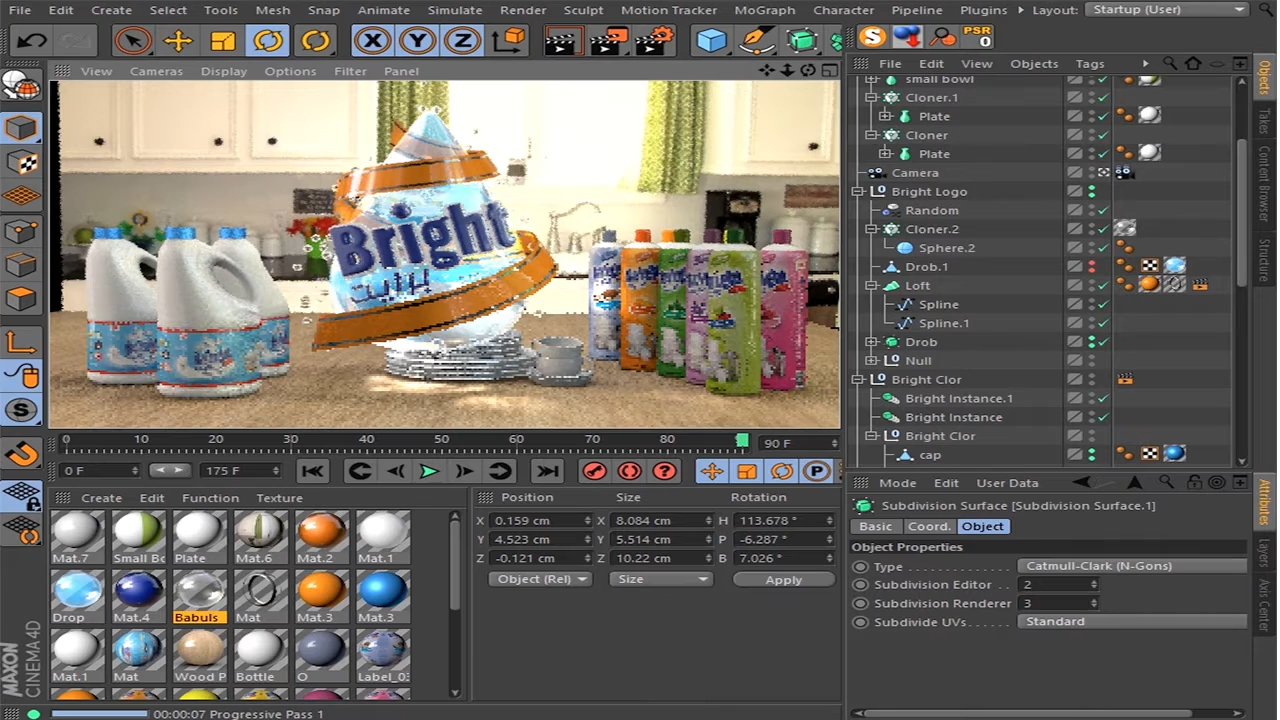 File Edit Create Select Tools Mesh Snap Animate Simulate Render Sculpt Motion Tracker MoGraph Character Pipeline Plugins Layout: Startup (User)
X Y Z PSR 0
View Cameras Display Options Filter Panel
File Edit View Objects Tags
Objects
Takes
Content Browser
Structure
small bowl
Cloner.1
Plate
Cloner
Plate
Camera
Bright Logo
Random
Cloner.2
Sphere.2
Drob.1
Loft
Spline
Spline.1
Drob
Null
Bright Clor
Bright Instance.1
Bright Instance
Bright Clor
cap
Bright
برايت
0 10 20 30 40 50 60 70 80 90 F
0 F 175 F
Create Edit Function Texture
Mat.7 Small Bc Plate Mat.6 Mat.2 Mat.1
Drop Mat.4 Babuls Mat Mat.3 Mat.3
Mat.1 Mat Wood P Bottle O Label_0
MAXON
CINEMA 4D
Position Size Rotation
X 0.159 cm X 8.084 cm H 113.678 °
Y 4.523 cm Y 5.514 cm P -6.287 °
Z -0.121 cm Z 10.22 cm B 7.026 °
Object (Rel) Size Apply
Mode Edit User Data
Subdivision Surface [Subdivision Surface.1]
Basic Coord. Object
Object Properties
Type Catmull-Clark (N-Gons)
Subdivision Editor 2
Subdivision Renderer 3
Subdivide UVs Standard
Attributes
Layers
Axis Center
00:00:07 Progressive Pass 1